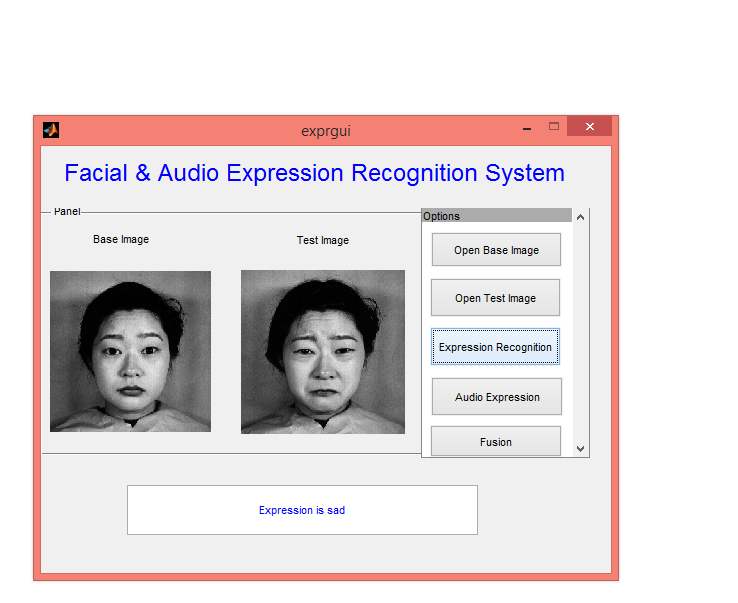 exprgui
Facial & Audio Expression Recognition System
Panel
Options
Base Image
Test Image
Open Base Image
Open Test Image
Expression Recognition
Audio Expression
Fusion
Expression is sad